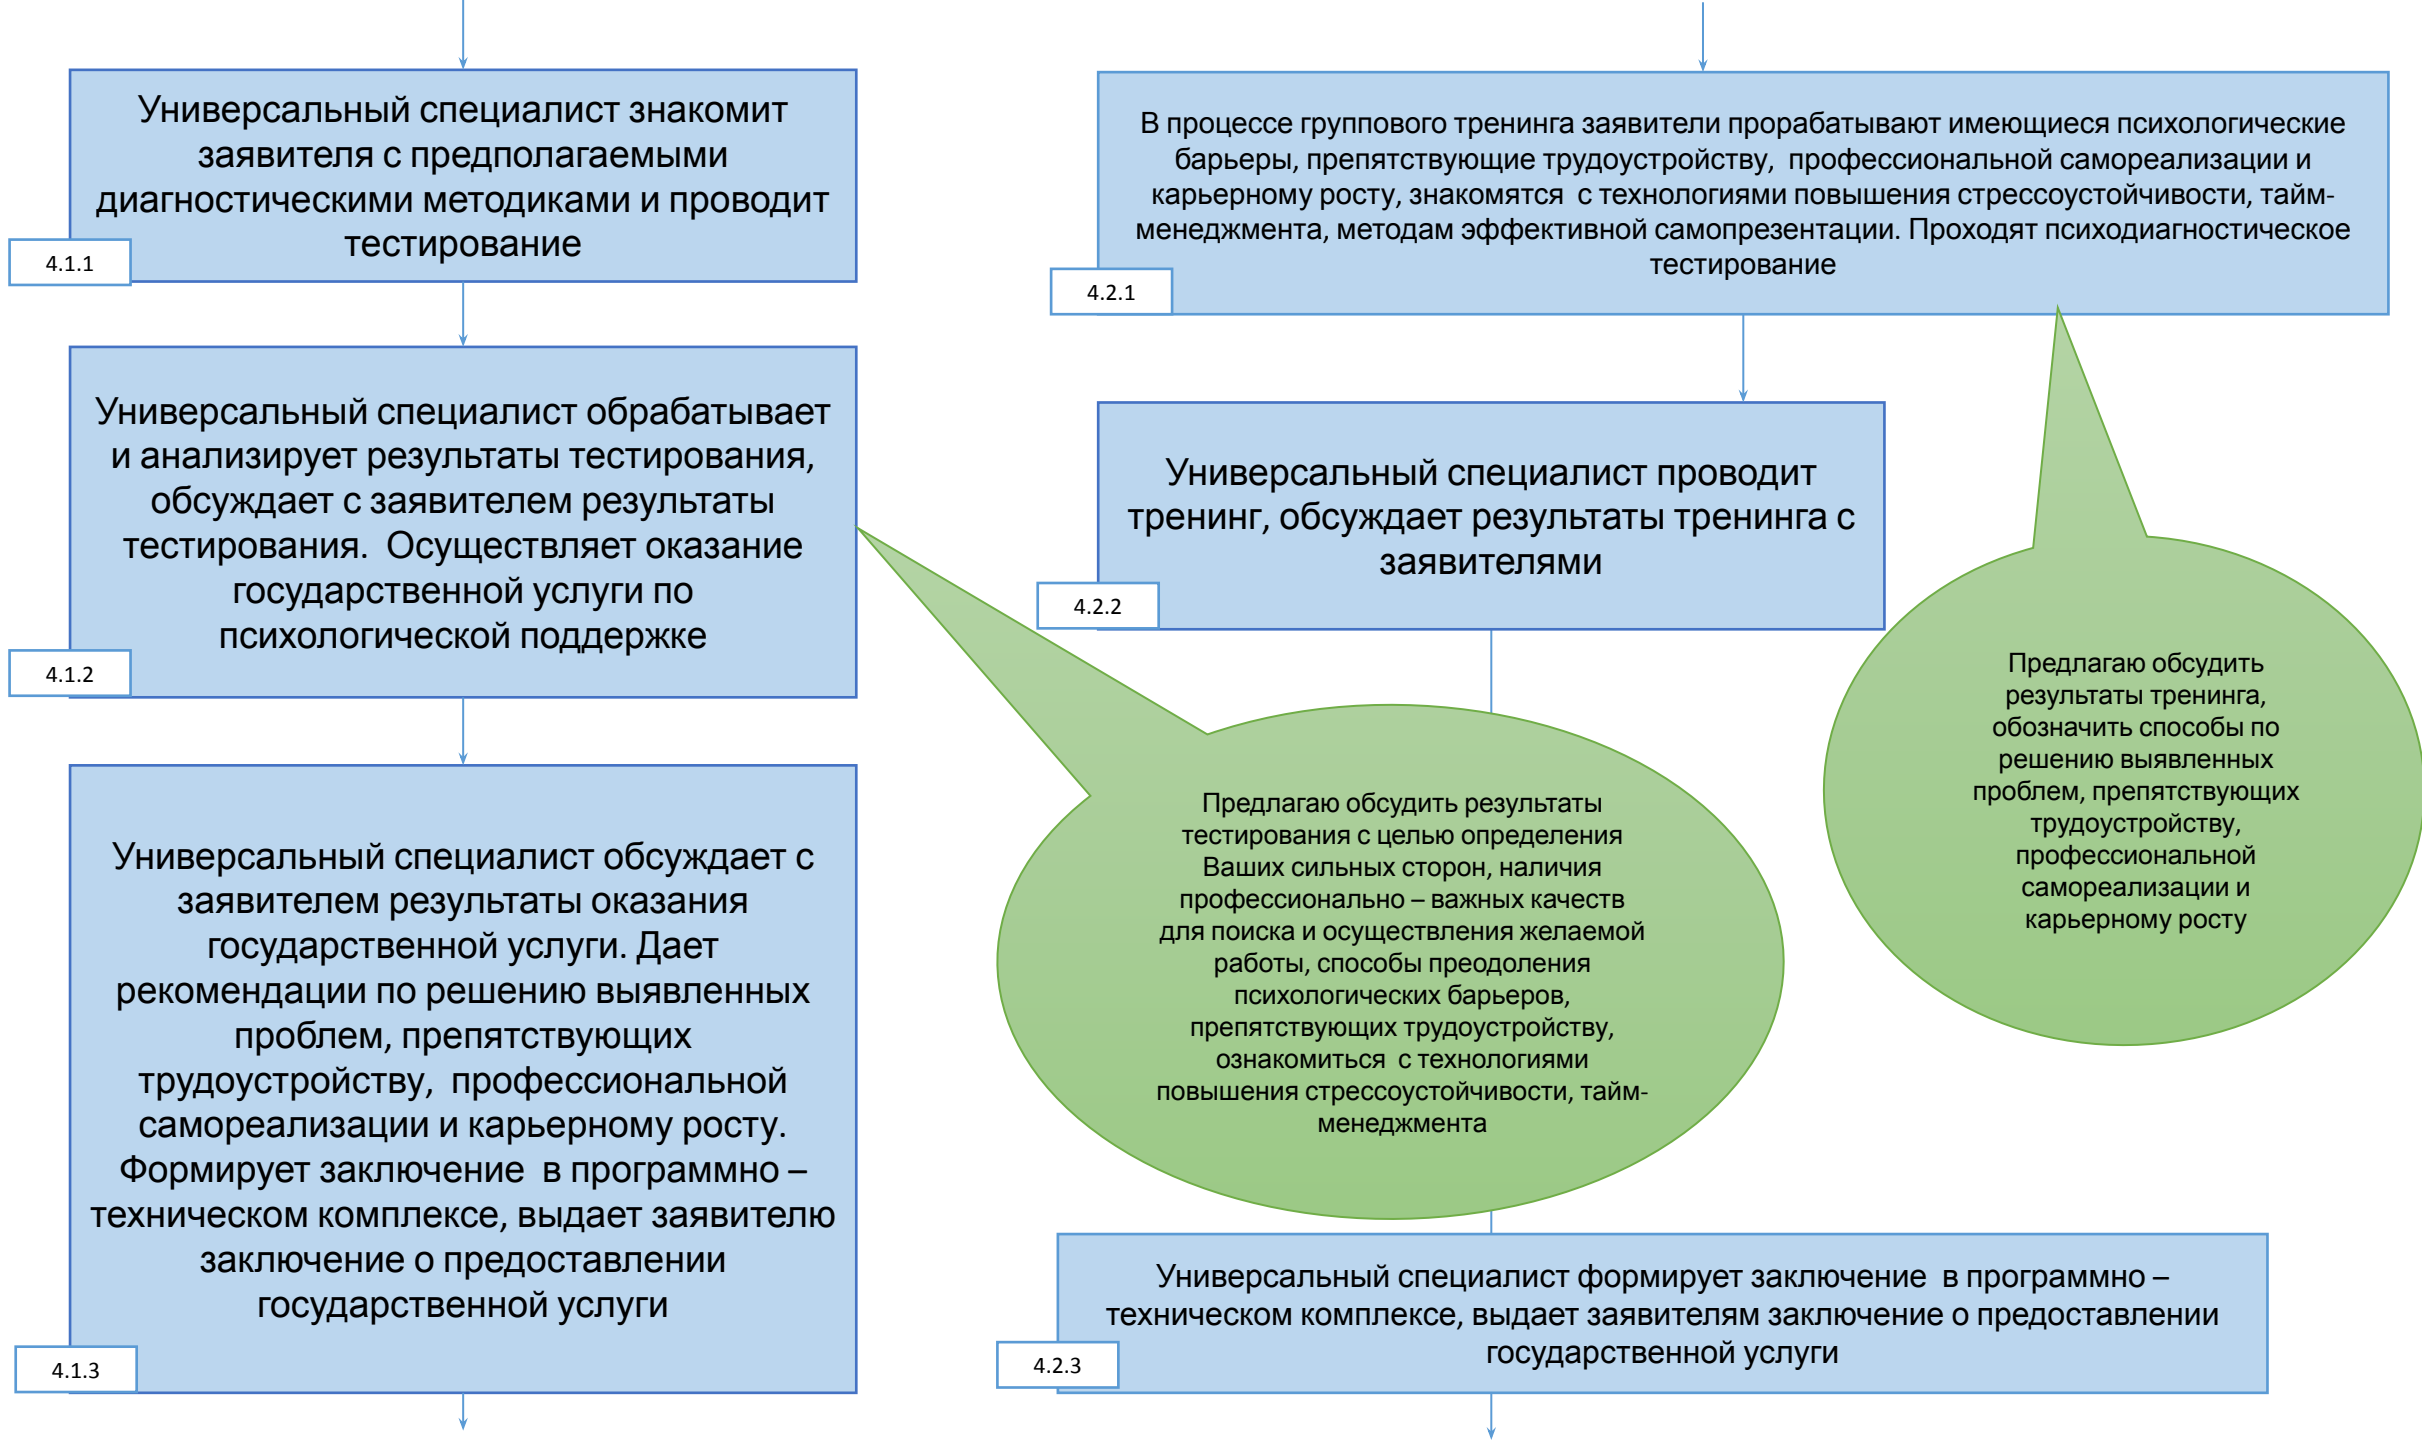 Универсальный специалист знакомит
заявителя с предполагаемыми
диагностическими методиками и проводит
тестирование
4.1.1
Универсальный специалист обрабатывает
и анализирует результаты тестирования,
обсуждает с заявителем результаты
тестирования. Осуществляет оказание
государственной услуги по
психологической поддержке
4.1.2
Универсальный специалист обсуждает с
заявителем результаты оказания
государственной услуги. Дает
рекомендации по решению выявленных
проблем, препятствующих
трудоустройству, профессиональной
самореализации и карьерному росту.
Формирует заключение в программно –
техническом комплексе, выдает заявителю
заключение о предоставлении
государственной услуги
4.1.3
В процессе группового тренинга заявители прорабатывают имеющиеся психологические
барьеры, препятствующие трудоустройству, профессиональной самореализации и
карьерному росту, знакомятся с технологиями повышения стрессоустойчивости, тайм-
менеджмента, методам эффективной самопрезентации. Проходят психодиагностическое
тестирование
4.2.1
Универсальный специалист проводит
тренинг, обсуждает результаты тренинга с
заявителями
4.2.2
Предлагаю обсудить
результаты тренинга,
обозначить способы по
решению выявленных
проблем, препятствующих
трудоустройству,
профессиональной
самореализации и
карьерному росту
Предлагаю обсудить результаты
тестирования с целью определения
Ваших сильных сторон, наличия
профессионально – важных качеств
для поиска и осуществления желаемой
работы, способы преодоления
психологических барьеров,
препятствующих трудоустройству,
ознакомиться с технологиями
повышения стрессоустойчивости, тайм-
менеджмента
Универсальный специалист формирует заключение в программно –
техническом комплексе, выдает заявителям заключение о предоставлении
государственной услуги
4.2.3